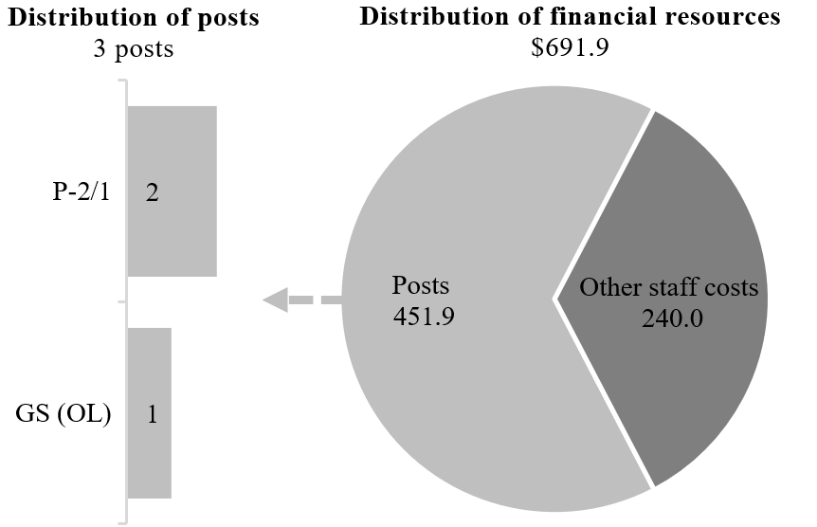 Distribution of posts
3 posts
P-2/1
2
GS (OL)
1
Distribution of financial resources
$691.9
Posts
451.9
Other staff costs
240.0